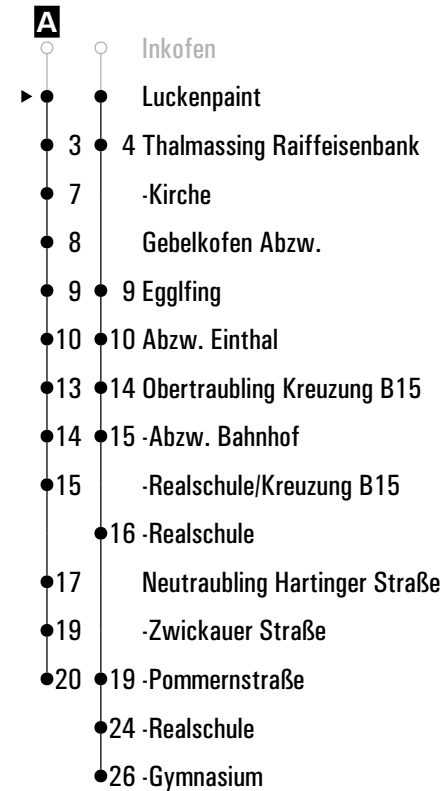 A
Inkofen
Luckenpaint
3 4 Thalmassing Raiffeisenbank
7 -Kirche
8 Gebelkofen Abzw.
9 9 Egglfing
10 10 Abzw. Einthal
13 14 Obertraubling Kreuzung B15
14 15 -Abzw. Bahnhof
15 -Realschule/Kreuzung B15
16 -Realschule
17 Neutraubling Hartinger Straße
19 -Zwickauer Straße
20 19 -Pommernstraße
24 -Realschule
26 -Gymnasium